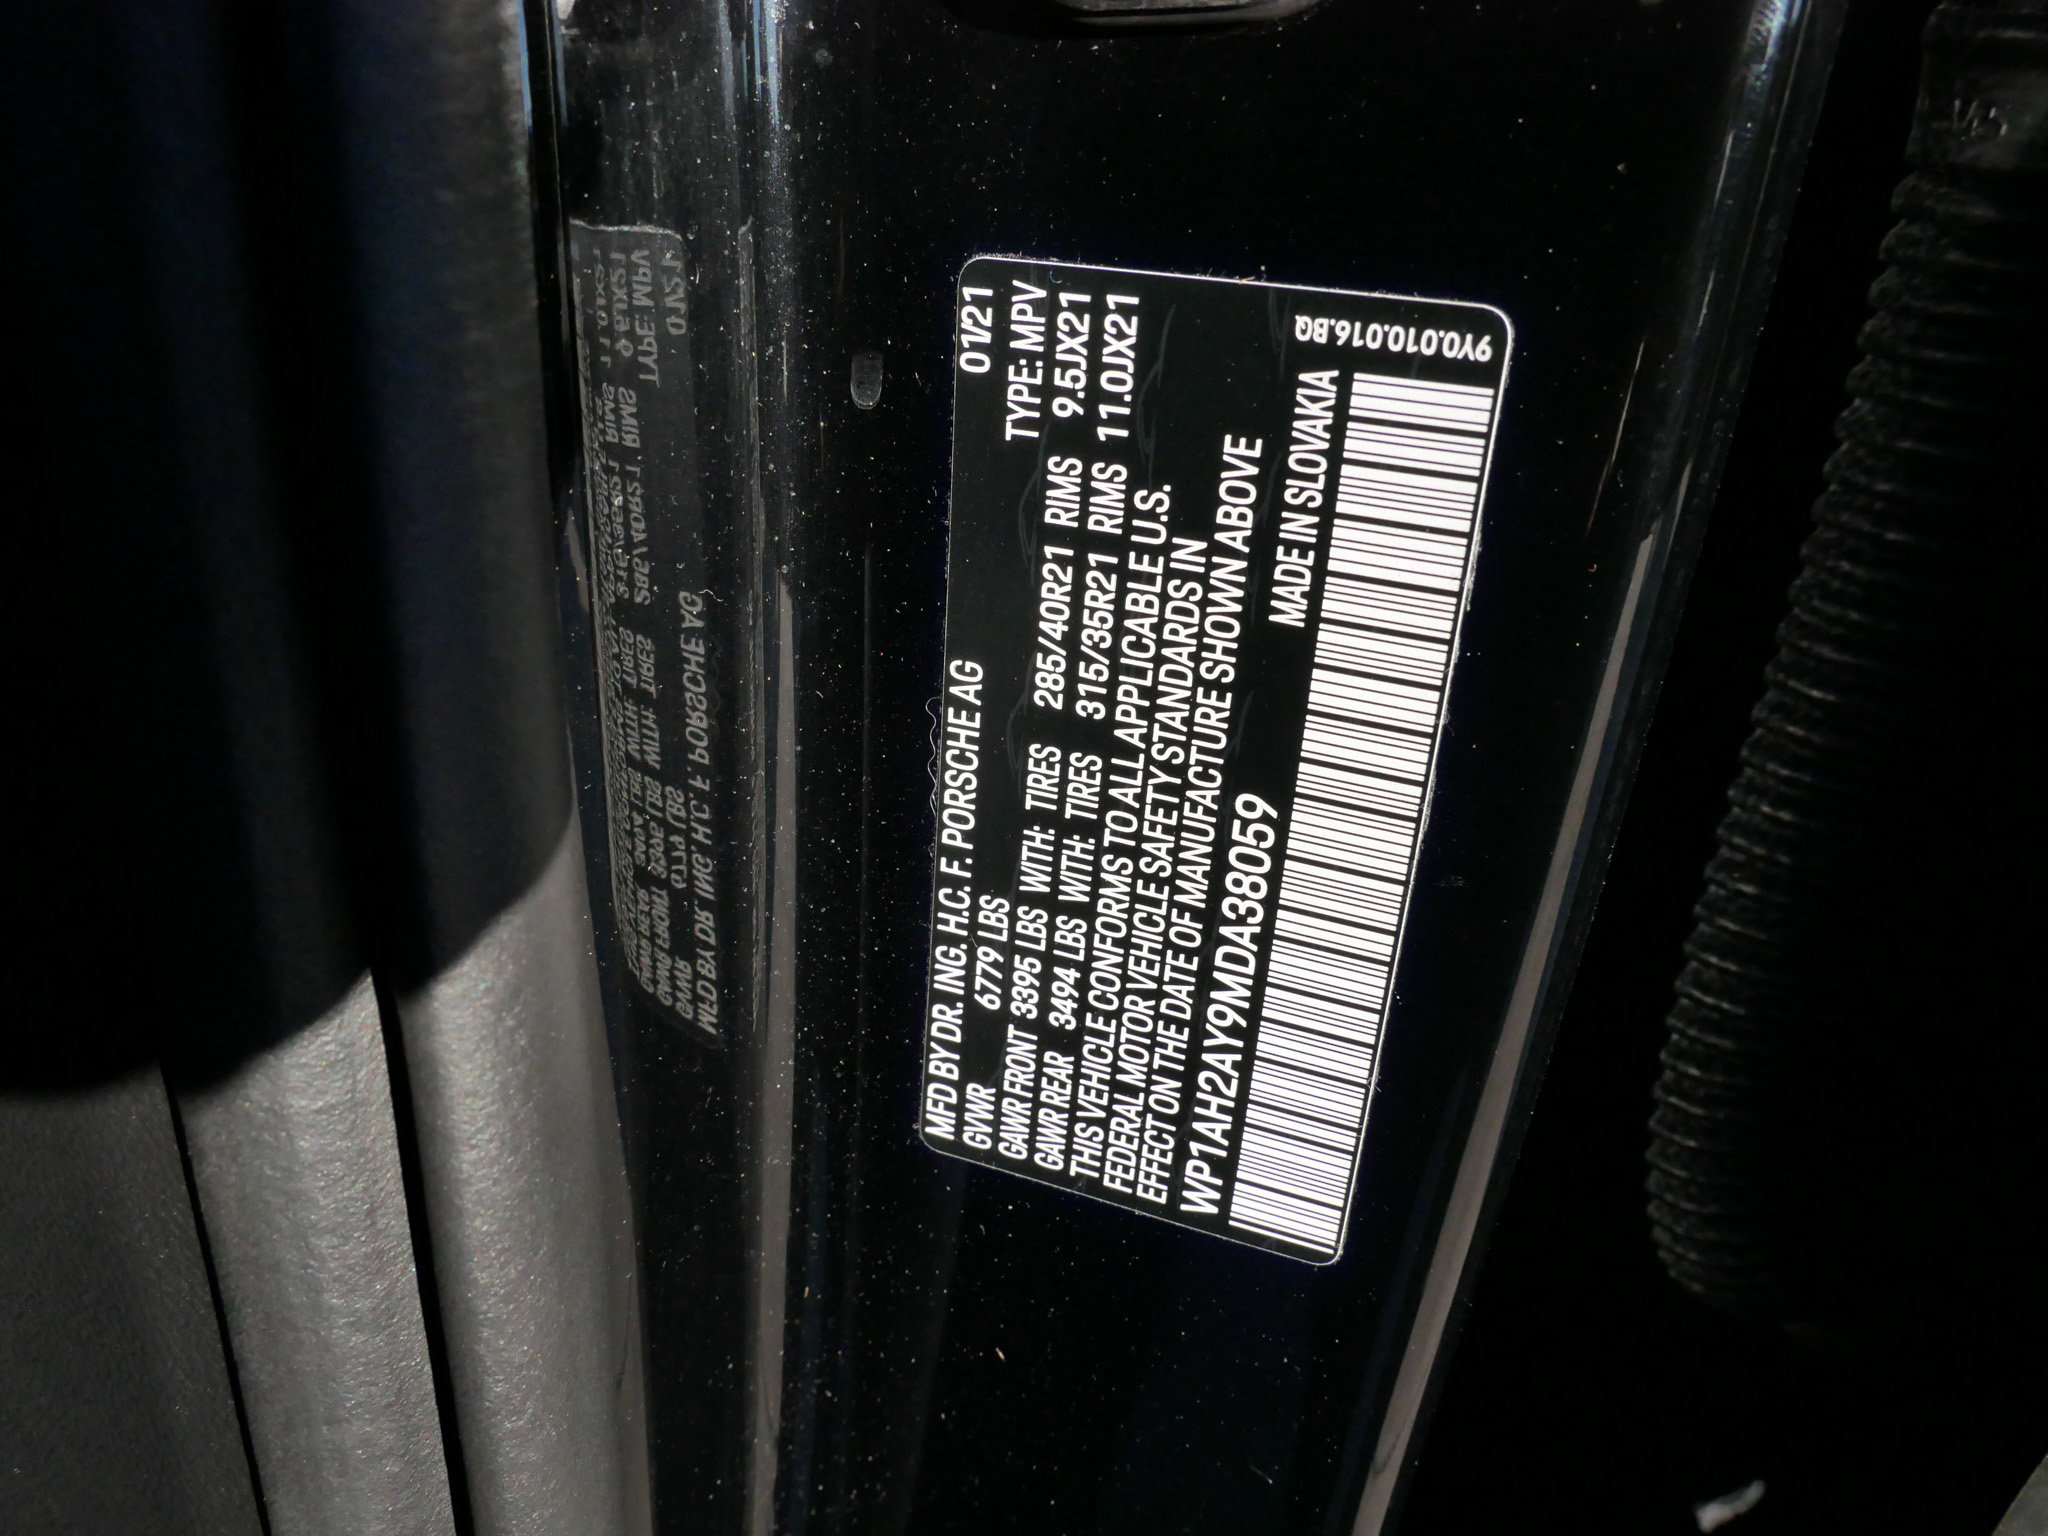 MFD BY DR. ING. H.C. F. PORSCHE AG 01/21
GVWR 6779 LBS TYPE: MPV
GAWR FRONT 3395 LBS WITH: TIRES 285/40R21 RIMS 9.5JX21
GAWR REAR 3494 LBS WITH: TIRES 315/35R21 RIMS 11.0JX21
THIS VEHICLE CONFORMS TO ALL APPLICABLE U.S.
FEDERAL MOTOR VEHICLE SAFETY STANDARDS IN
EFFECT ON THE DATE OF MANUFACTURE SHOWN ABOVE
WP1AH2AY9MDA38059
MADE IN SLOVAKIA
9Y0.010.016.BQ